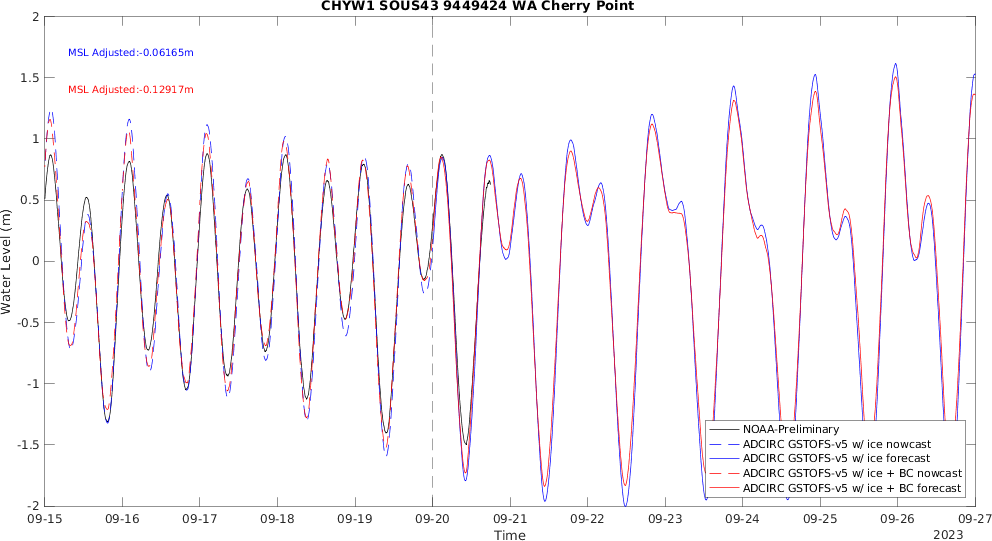 CHYW1 SOUS43 9449424 WA Cherry Point
2
1.5
1
0.5
0
-0.5
-1
-1.5
-2
Water Level (m)
MSL Adjusted:-0.06165m
MSL Adjusted:-0.12917m
NOAA-Preliminary
ADCIRC GSTOFS-v5 w/ ice nowcast
ADCIRC GSTOFS-v5 w/ ice forecast
ADCIRC GSTOFS-v5 w/ ice + BC nowcast
ADCIRC GSTOFS-v5 w/ ice + BC forecast
09-15 09-16 09-17 09-18 09-19 09-20 09-21 09-22 09-23 09-24 09-25 09-26 09-27
Time
2023